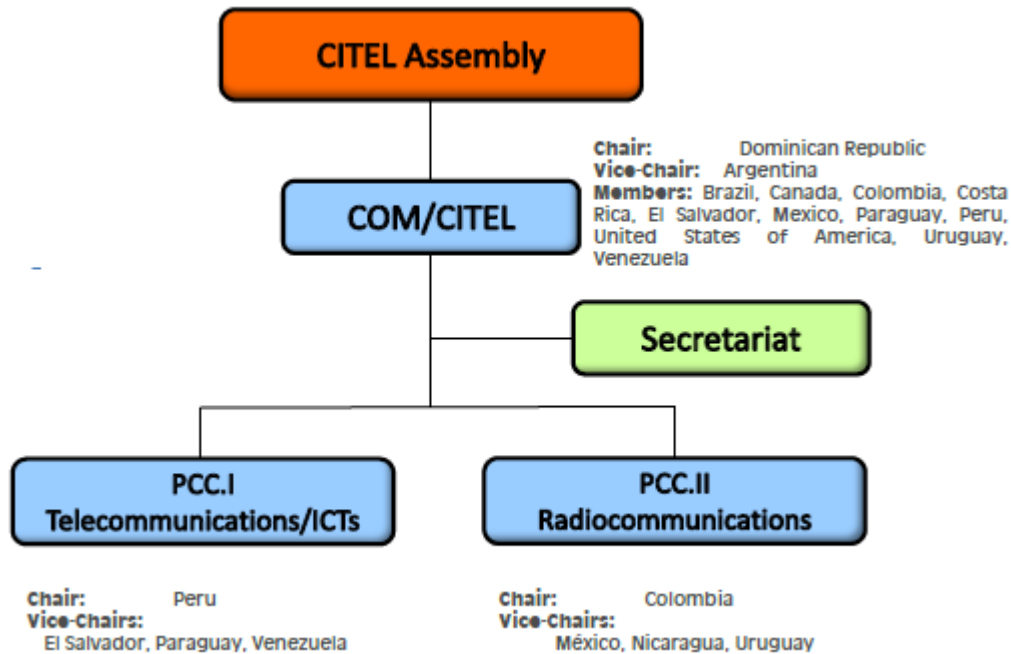 CITEL Assembly
Chair: Dominican Republic
Vice-Chair: Argentina
Members: Brazil, Canada, Colombia, Costa
Rica, El Salvador, Mexico, Paraguay, Peru,
United States of America, Uruguay,
Venezuela
COM/CITEL
Secretariat
PCC.I
Telecommunications/ICTs
PCC.II
Radiocommunications
Chair: Peru
Vice-Chairs:
El Salvador, Paraguay, Venezuela
Chair: Colombia
Vice-Chairs:
México, Nicaragua, Uruguay